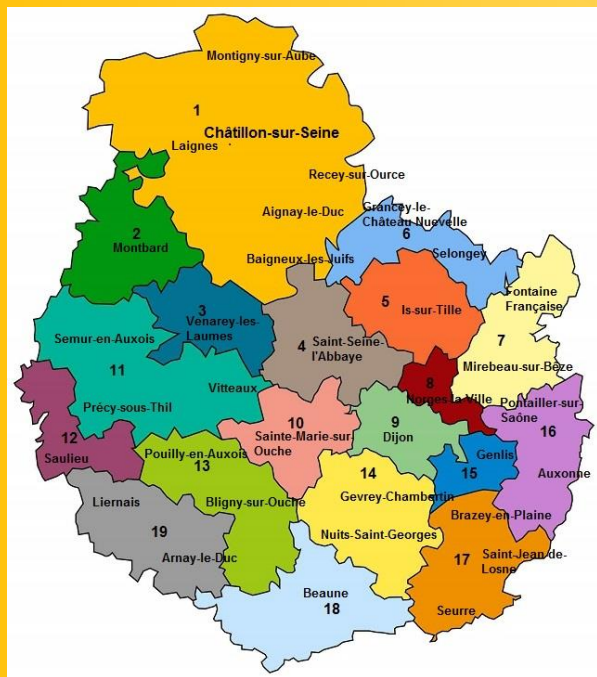 Montigny-sur-Aube
1
Châtillon-sur-Seine
Laignes
Recey-sur-Ource
Aignay-le-Duc
Grancey-le-
Château Nuevelle
6
2
Montbard
Selongey
Baigneux-les Juifs
Fontaine
Française
3
Venarey-les-
Laumes
5
Is-sur-Tille
Semur-en-Auxois
4
Saint-Seine-
l'Abbaye
7
Mirebeau-sur-Bèze
11
Vitteaux
8
Norges la Ville
Précy-sous-Thil
Pontailler-sur-
Saône
10
9
16
12
Sainte-Marie-sur-
Ouche
Dijon
Saulieu
Pouilly-en-Auxois
13
Genlis
14
15
Auxonne
Liernais
Bligny-sur-Ouche
Gevrey-Chambertin
Brazey-en-Plaine
19
Nuits-Saint-Georges
Arnay-le-Duc
17
Saint-Jean de-
Losne
Beaune
18
Seurre